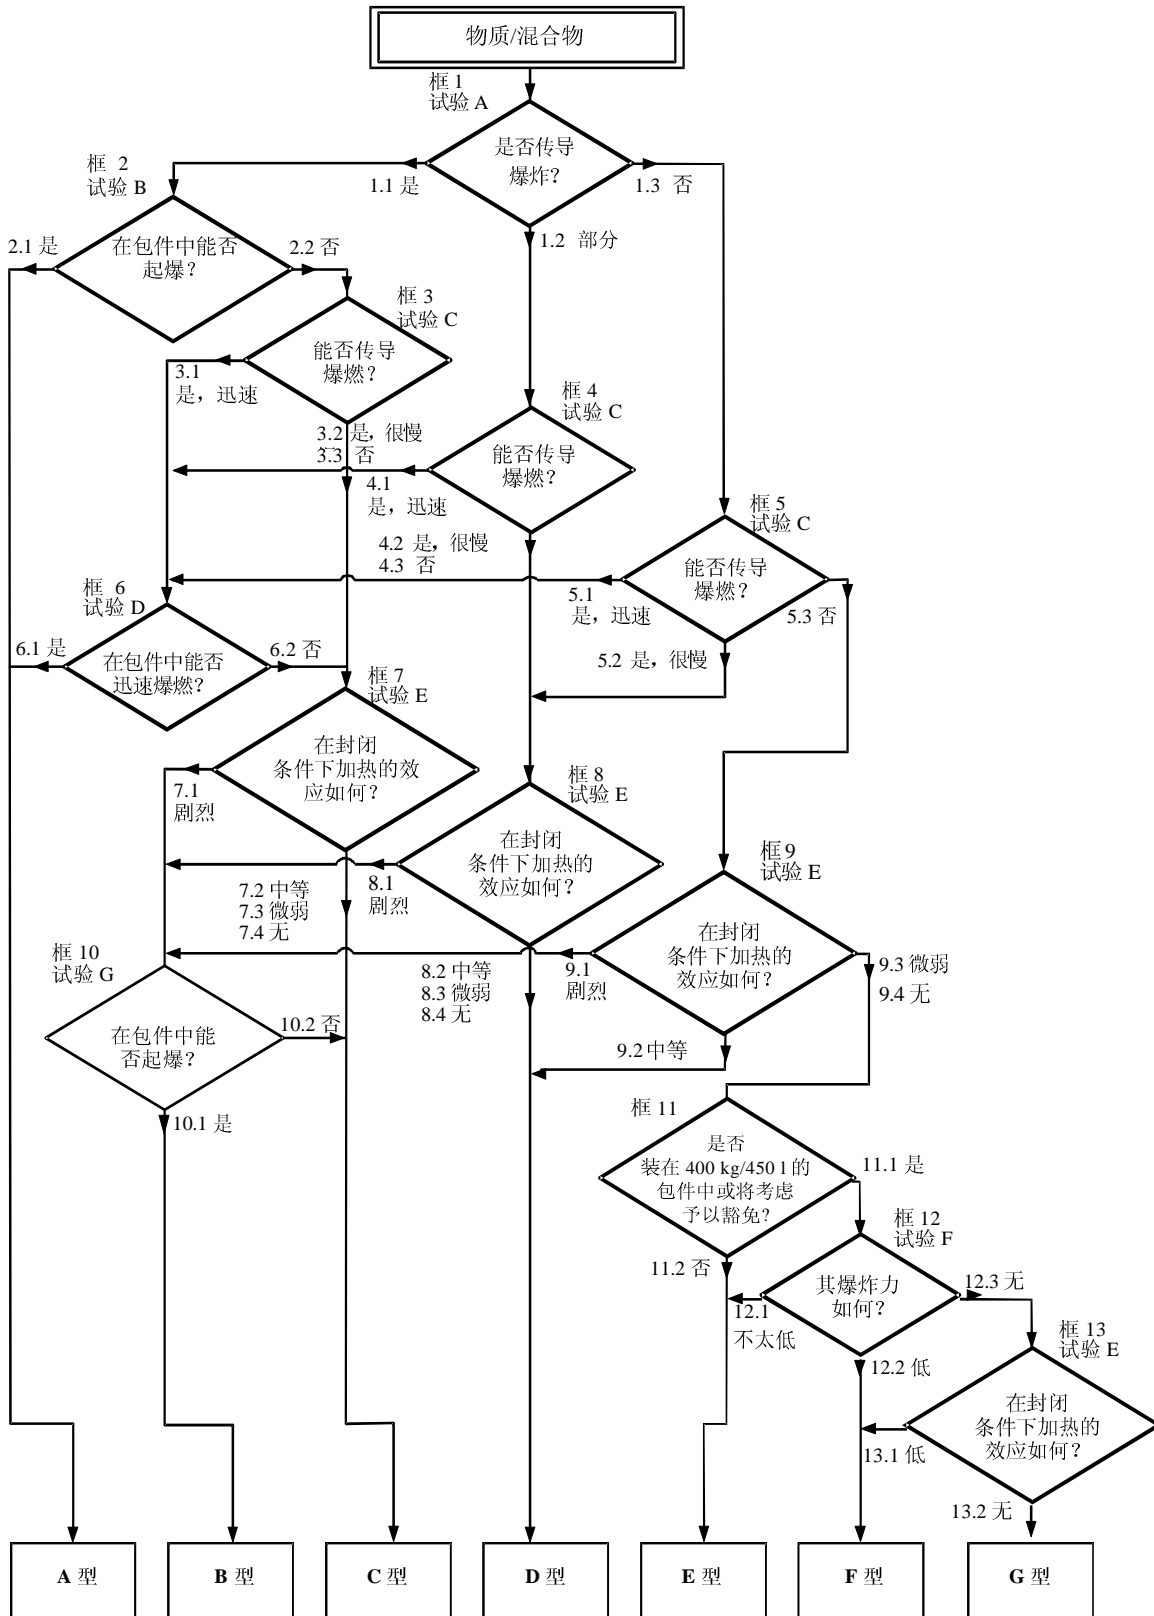 物质/混合物
框 1
试验 A
是否传导
爆炸?
1.1 是
1.3 否
1.2 部分
框 2
试验 B
在包件中能否
起爆?
2.1 是
2.2 否
框 3
试验 C
能否传导
爆燃?
3.1
是，迅速
3.2 是，很慢
3.3 否
框 4
试验 C
能否传导
爆燃?
4.1
是，迅速
4.2 是，很慢
4.3 否
框 5
试验 C
能否传导
爆燃?
5.1
是，迅速
5.3 否
5.2 是，很慢
框 6
试验 D
在包件中能否
迅速爆燃?
6.1 是
6.2 否
框 7
试验 E
在封闭
条件下加热的效
应如何?
7.1
剧烈
7.2 中等
7.3 微弱
7.4 无
框 8
试验 E
在封闭
条件下加热的
效应如何?
8.1
剧烈
8.2 中等
8.3 微弱
8.4 无
框 9
试验 E
在封闭
条件下加热的
效应如何?
9.1
剧烈
9.3 微弱
9.4 无
9.2 中等
框 10
试验 G
在包件中能
否起爆?
10.2 否
10.1 是
框 11
是否
装在 400 kg/450 l 的
包件中或将考虑
予以豁免?
11.1 是
11.2 否
框 12
试验 F
其爆炸力
如何?
12.1
不太低
12.3 无
12.2 低
框 13
试验 E
在封闭
条件下加热的
效应如何?
13.1 低
13.2 无
A 型
B 型
C 型
D 型
E 型
F 型
G 型